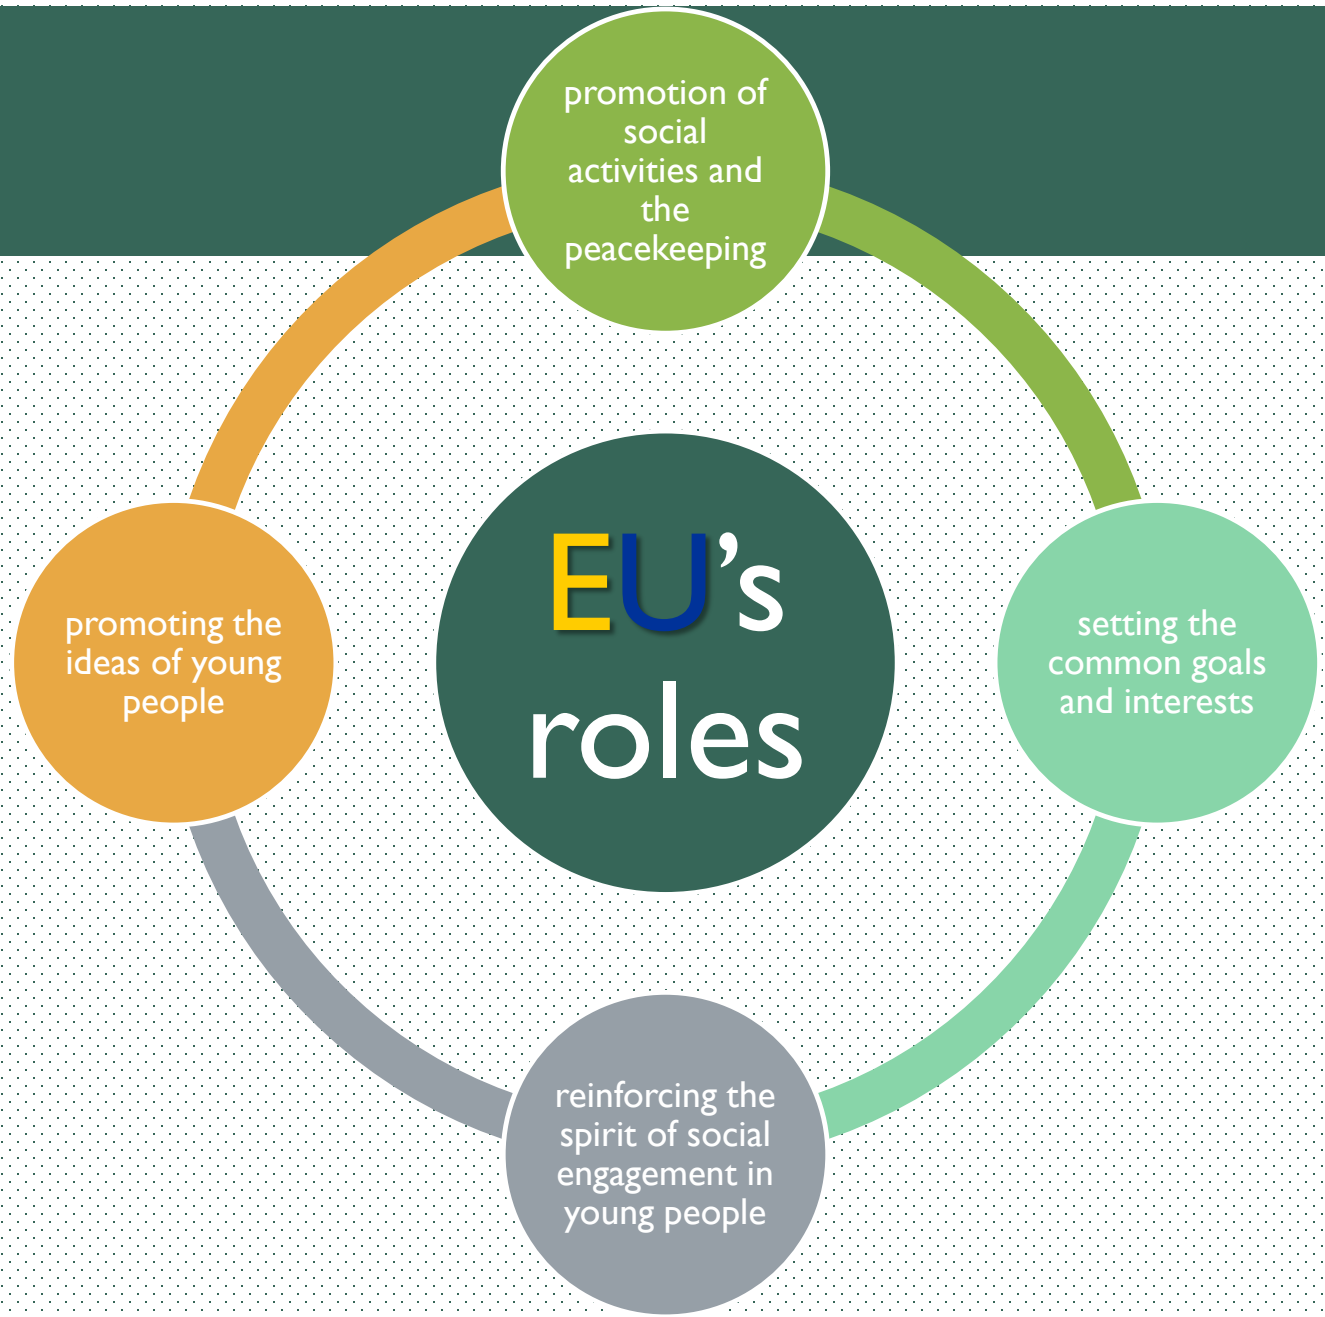 promotion of
social
activities and
the
peacekeeping
EU's
roles
promoting the
ideas of young
people
setting the
common goals
and interests
reinforcing the
spirit of social
engagement in
young people